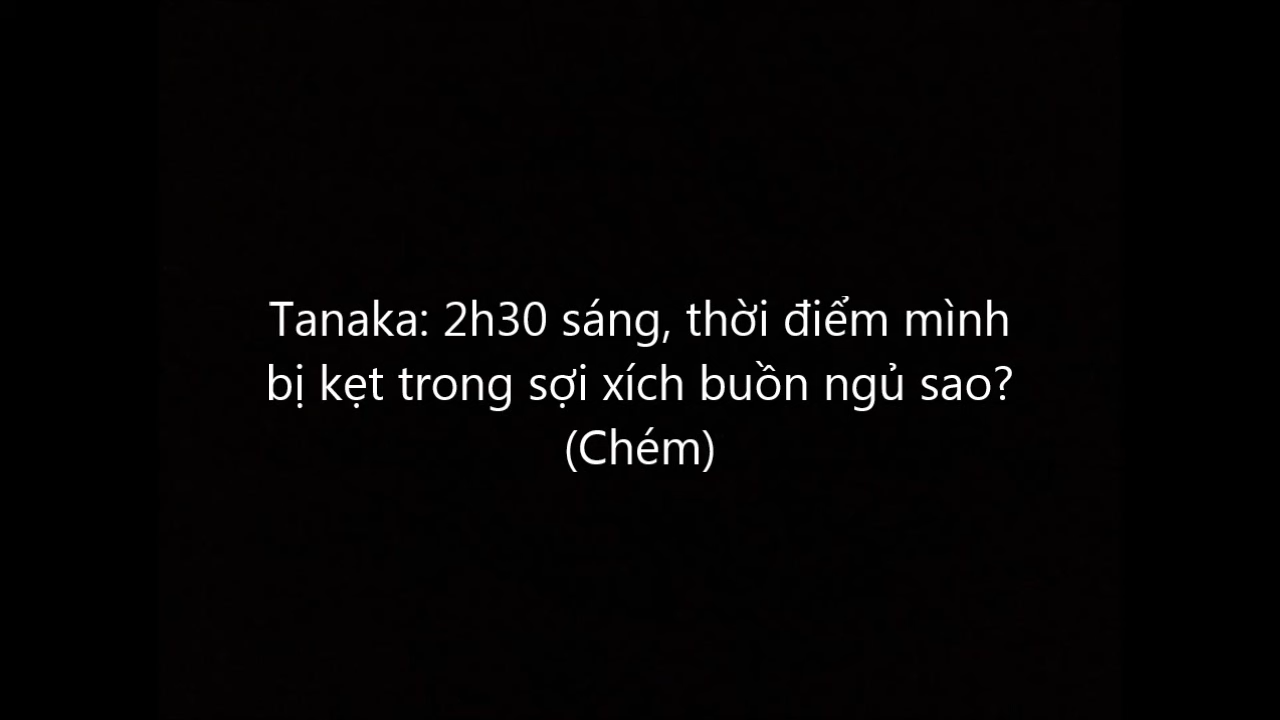 Tanaka: 2h30 sáng, thời điểm mình
bị kẹt trong sợi xích buồn ngủ sao?
(Chém)